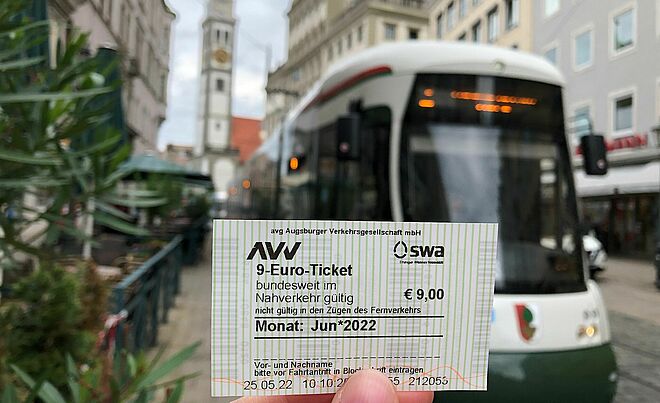 avg Augsburger Verkehrsgesellschaft mbH
AVV
swa
9-Euro-Ticket
bundesweit im
Nahverkehr gültig
€ 9,00
nicht gültig in den Zügen des Fernverkehrs
Monat: Jun*2022
Vor- und Nachname
bitte vor Fahrtantritt in eintragen
25.05.22 10:10 212053